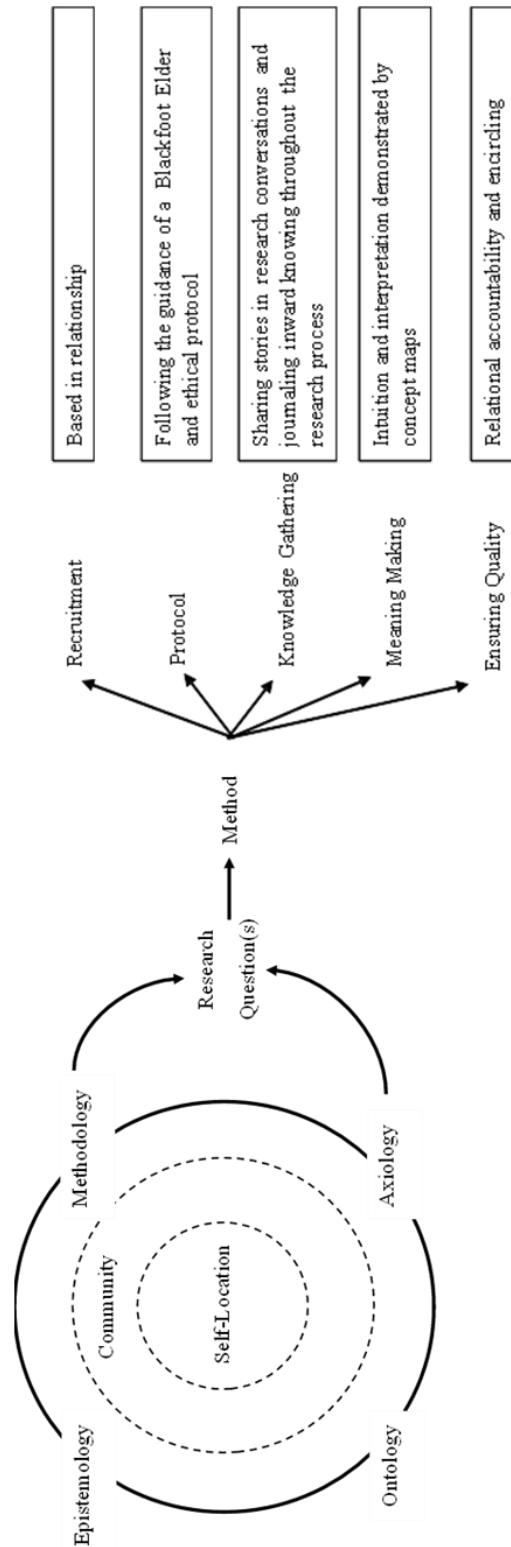 Epistemology
Methodology
Community
Self-Location
Ontology
Axiology
Research
Question(s)
Method
Recruitment
Based in relationship
Protocol
Following the guidance of a Blackfoot Elder
and ethical protocol
Knowledge Gathering
Sharing stories in research conversations and
journaling inward knowing throughout the
research process
Meaning Making
Intuition and interpretation demonstrated by
concept maps
Ensuring Quality
Relational accountability and encircling